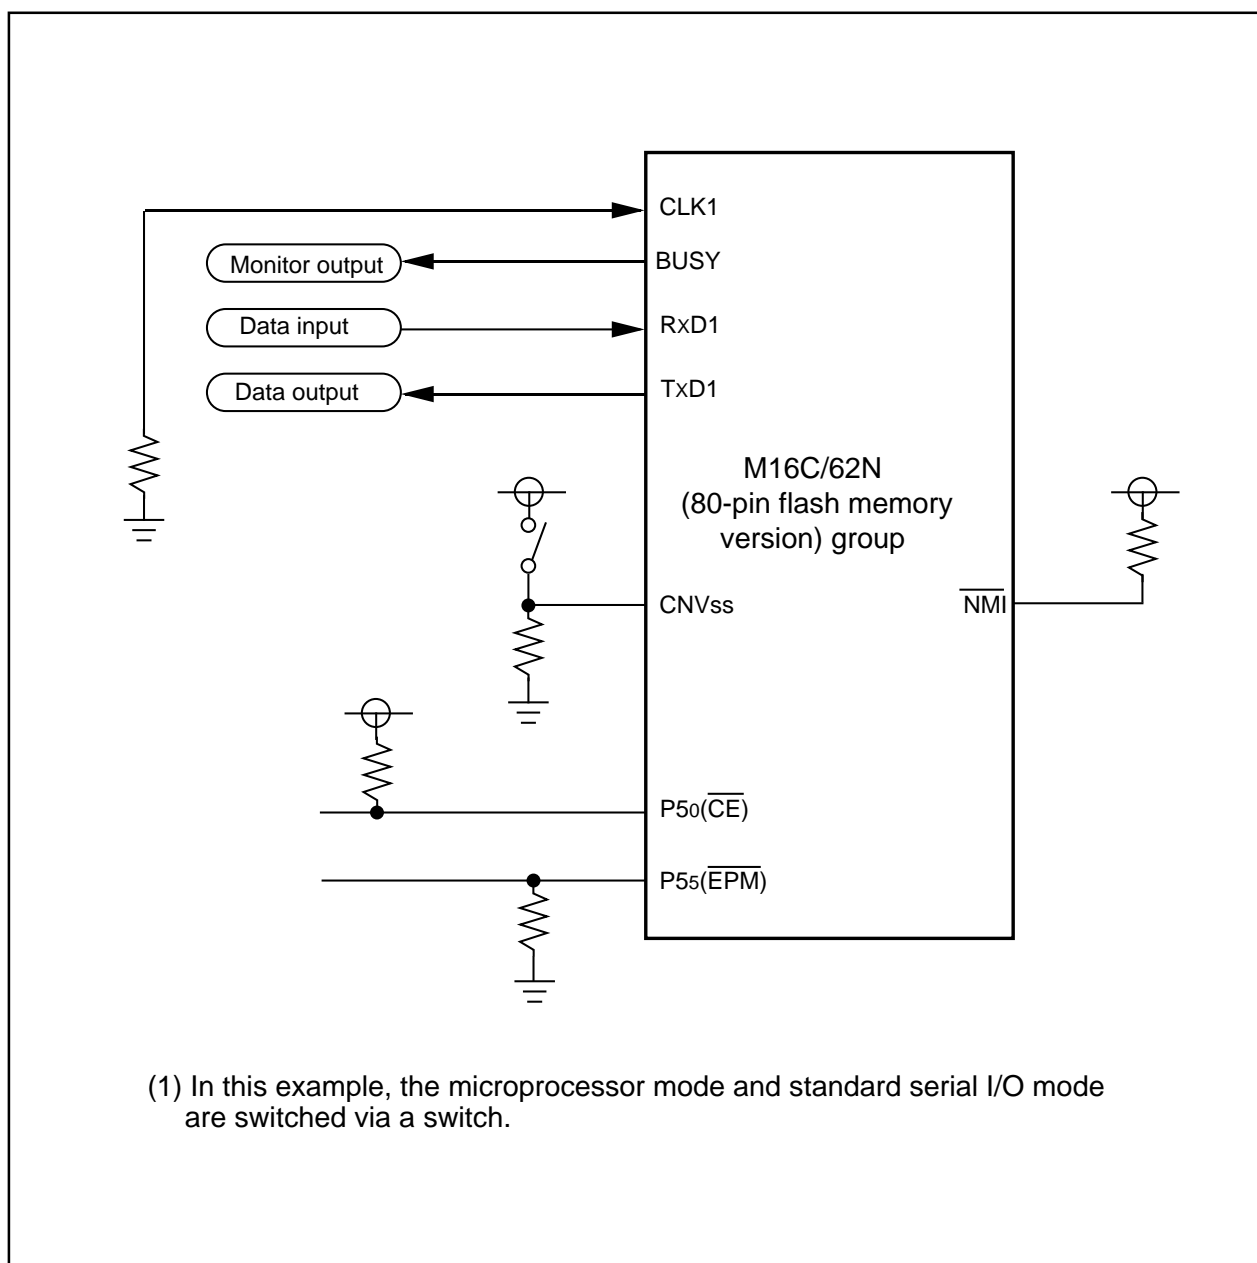 CLK1
Monitor output
BUSY
Data input
RxD1
Data output
TxD1
M16C/62N
(80-pin flash memory
version) group
CNVss
NMI
P50(CE)
P55(EPM)
(1) In this example, the microprocessor mode and standard serial I/O mode
are switched via a switch.